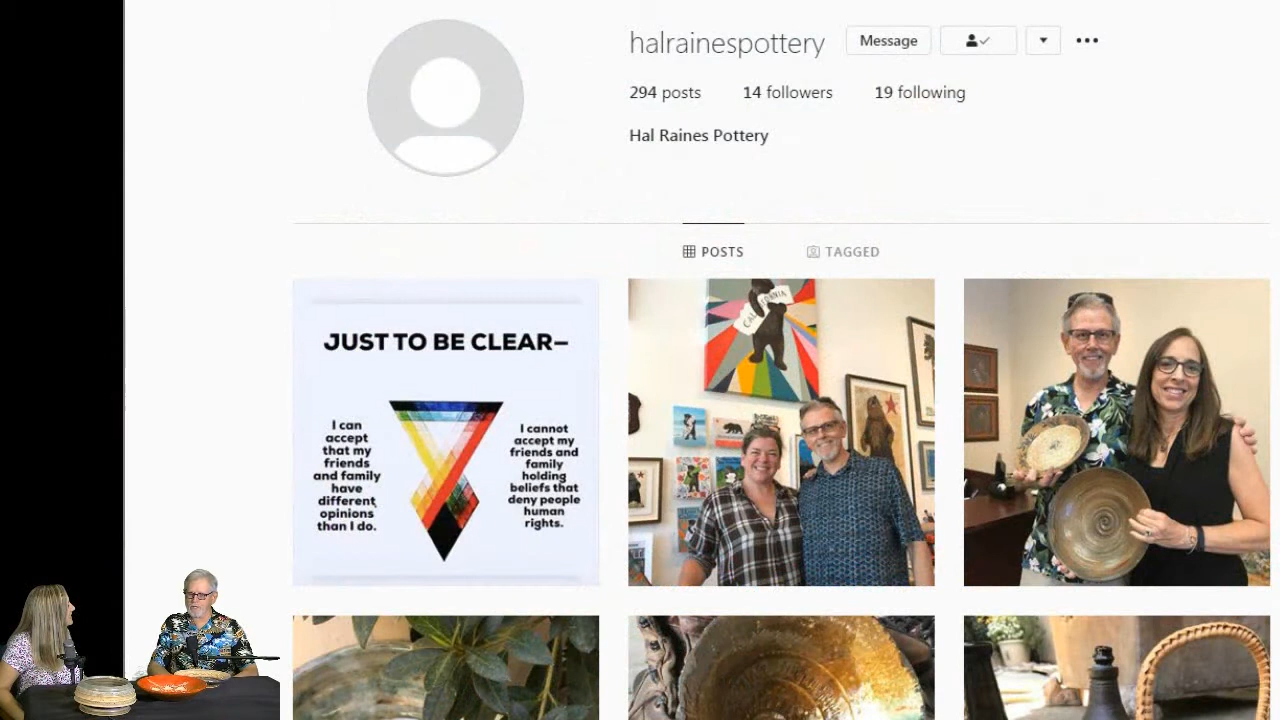 halrainespottery
Message
294 posts 14 followers 19 following
Hal Raines Pottery
POSTS TAGGED
JUST TO BE CLEAR–
I can
accept
that my
friends
and family
have
different
opinions
than I do.
I cannot
accept my
friends and
family
holding
beliefs that
deny people
human
rights.
CALIFORNIA